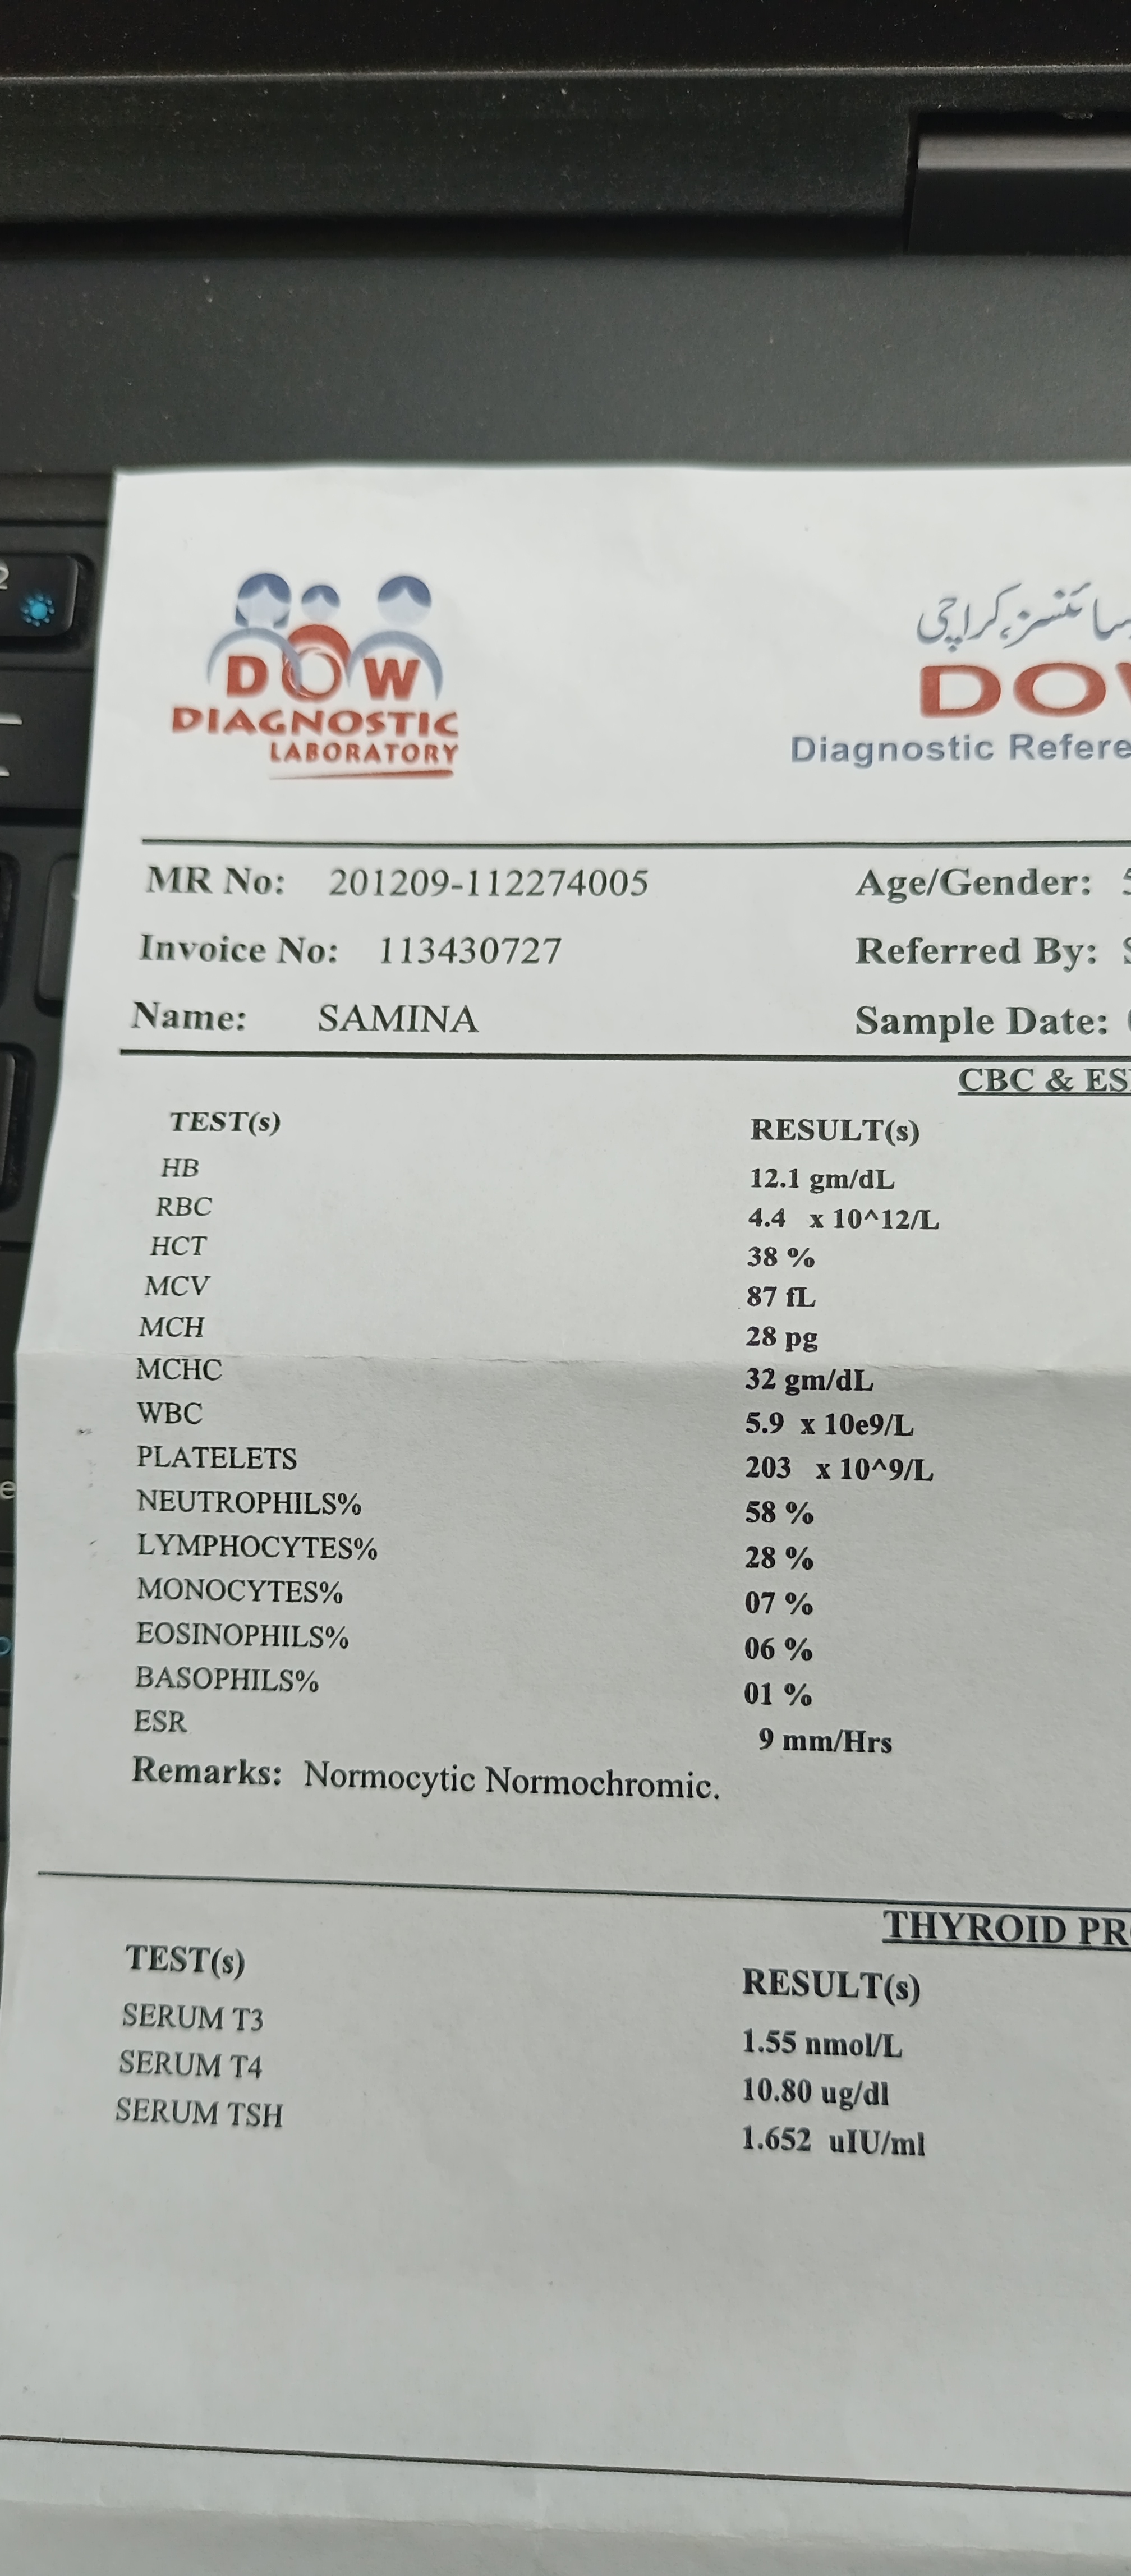 DOW
DIAGNOSTIC
LABORATORY
سائنسز، کراچی
DOW
Diagnostic Refere
MR No: 201209-112274005
Age/Gender: 5
Invoice No: 113430727
Referred By: S
Name: SAMINA
Sample Date:
CBC & ES
TEST(s) RESULT(s)
HB 12.1 gm/dL
RBC 4.4 x 10^12/L
HCT 38 %
MCV 87 fL
MCH 28 pg
MCHC 32 gm/dL
WBC 5.9 x 10e9/L
PLATELETS 203 x 10^9/L
NEUTROPHILS% 58 %
LYMPHOCYTES% 28 %
MONOCYTES% 07 %
EOSINOPHILS% 06 %
BASOPHILS% 01 %
ESR 9 mm/Hrs
Remarks: Normocytic Normochromic.
THYROID PR
TEST(s) RESULT(s)
SERUM T3 1.55 nmol/L
SERUM T4 10.80 ug/dl
SERUM TSH 1.652 uIU/ml